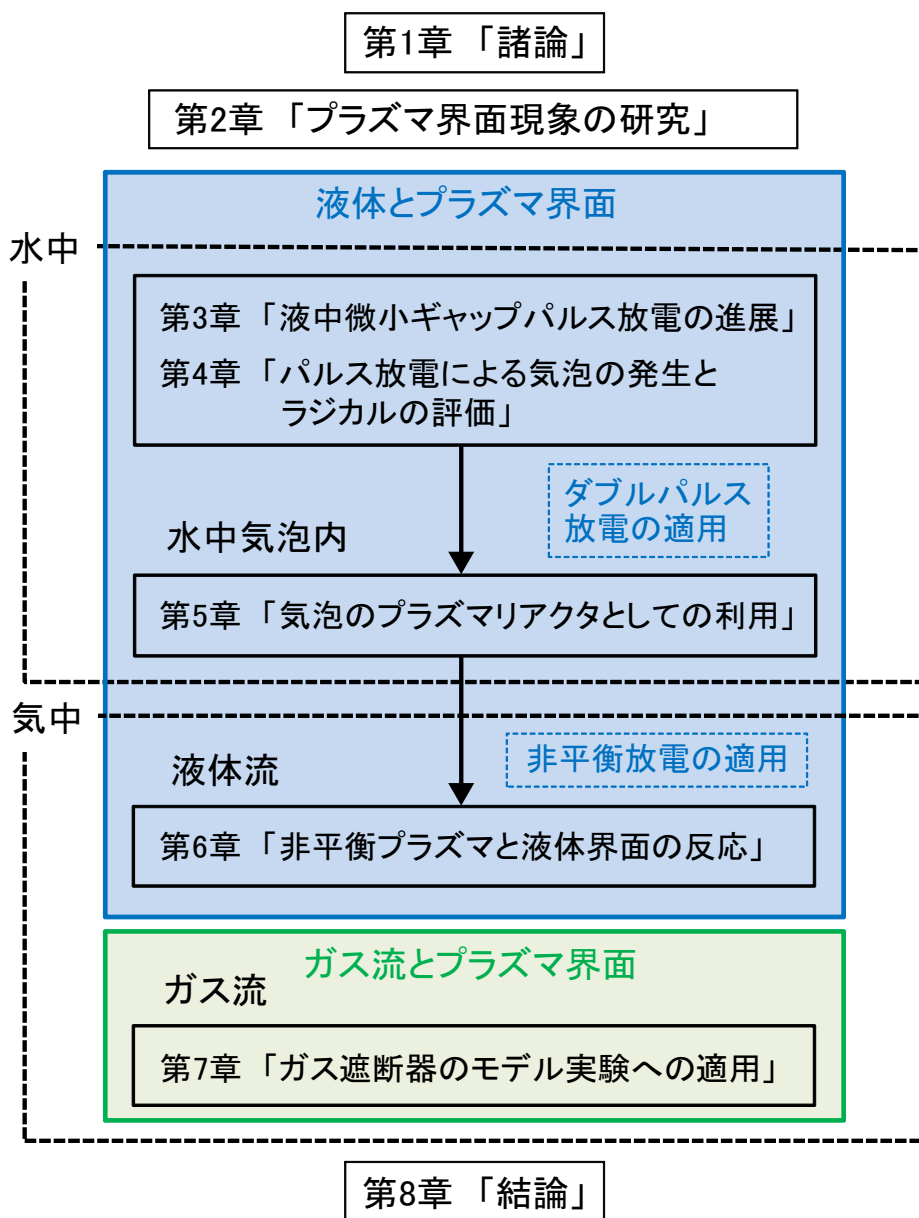 第1章 「諸論」
第2章 「プラズマ界面現象の研究」
液体とプラズマ界面
水中
第3章 「液中微小ギャップパルス放電の進展」
第4章 「パルス放電による気泡の発生と
ラジカルの評価」
ダブルパルス
放電の適用
水中気泡内
第5章 「気泡のプラズマリアクタとしての利用」
気中
非平衡放電の適用
液体流
第6章 「非平衡プラズマと液体界面の反応」
ガス流とプラズマ界面
ガス流
第7章 「ガス遮断器のモデル実験への適用」
第8章 「結論」